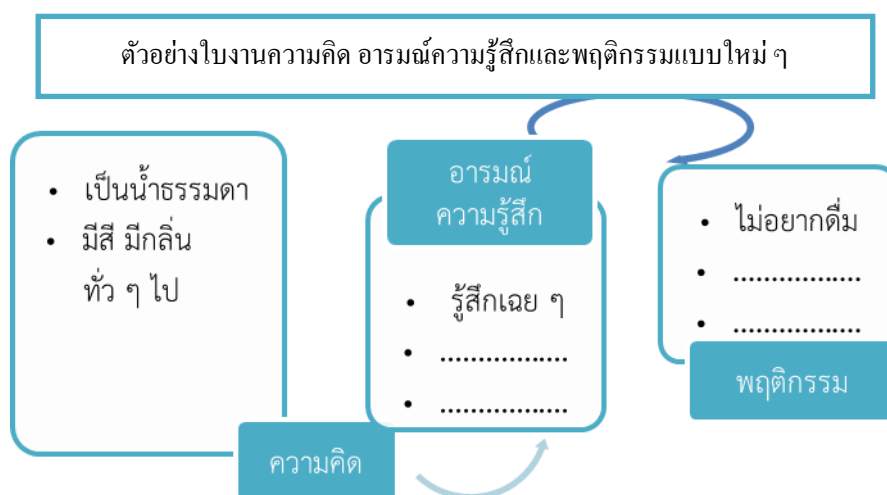 ตัวอย่างใบงานความคิด อารมณ์ความรู้สึกและพฤติกรรมแบบใหม่ ๆ
• เป็นน้ำธรรมดา
• มีสี มีกลิ่น
ทั่ว ๆ ไป
ความคิด
อารมณ์
ความรู้สึก
• รู้สึกเฉย ๆ
• .................
• .................
• ไม่อยากดื่ม
• .................
• .................
พฤติกรรม